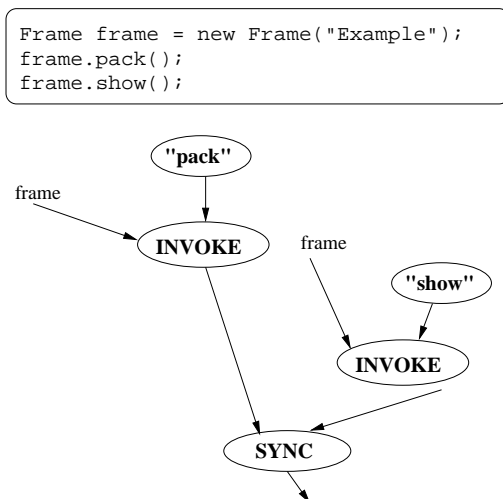 Frame frame = new Frame("Example");
frame.pack();
frame.show();
"pack"
frame
INVOKE
frame
"show"
INVOKE
SYNC